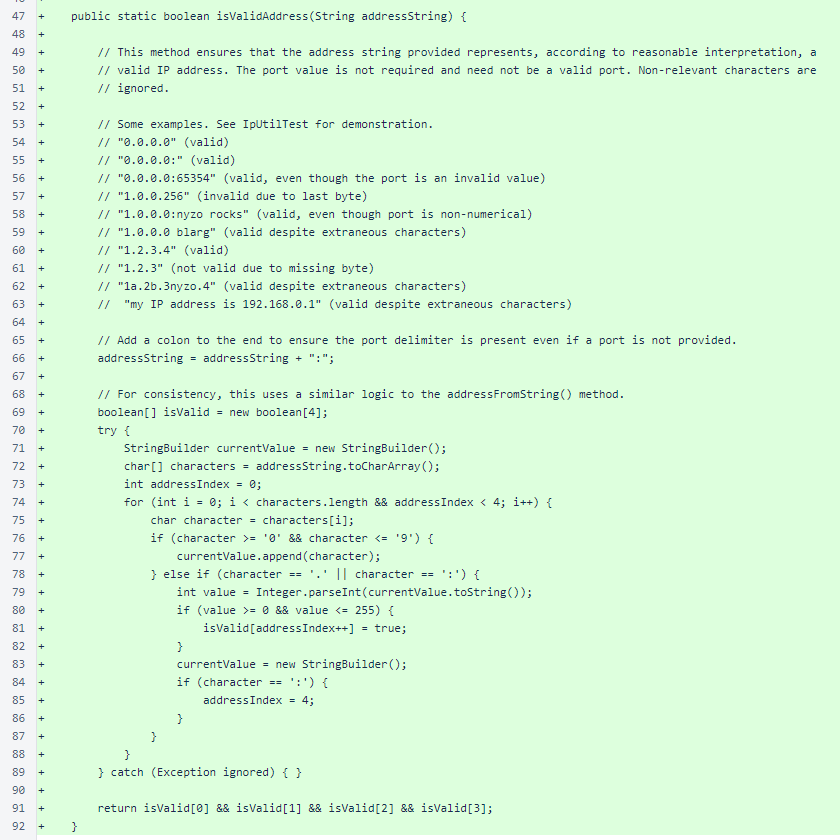 47 + public static boolean isValidAddress(String addressString) {
48 +
49 + // This method ensures that the address string provided represents, according to reasonable interpretation, a
50 + // valid IP address. The port value is not required and need not be a valid port. Non-relevant characters are
51 + // ignored.
52 +
53 + // Some examples. See IpUtilTest for demonstration.
54 + // "0.0.0.0" (valid)
55 + // "0.0.0.0:" (valid)
56 + // "0.0.0.0:65354" (valid, even though the port is an invalid value)
57 + // "1.0.0.256" (invalid due to last byte)
58 + // "1.0.0.0:nyzo rocks" (valid, even though port is non-numerical)
59 + // "1.0.0.0 blarg" (valid despite extraneous characters)
60 + // "1.2.3.4" (valid)
61 + // "1.2.3" (not valid due to missing byte)
62 + // "1a.2b.3nyzo.4" (valid despite extraneous characters)
63 + //  "my IP address is 192.168.0.1" (valid despite extraneous characters)
64 +
65 + // Add a colon to the end to ensure the port delimiter is present even if a port is not provided.
66 + addressString = addressString + ":";
67 +
68 + // For consistency, this uses a similar logic to the addressFromString() method.
69 + boolean[] isValid = new boolean[4];
70 + try {
71 + StringBuilder currentValue = new StringBuilder();
72 + char[] characters = addressString.toCharArray();
73 + int addressIndex = 0;
74 + for (int i = 0; i < characters.length && addressIndex < 4; i++) {
75 + char character = characters[i];
76 + if (character >= '0' && character <= '9') {
77 + currentValue.append(character);
78 + } else if (character == '.' || character == ':') {
79 + int value = Integer.parseInt(currentValue.toString());
80 + if (value >= 0 && value <= 255) {
81 + isValid[addressIndex++] = true;
82 + }
83 + currentValue = new StringBuilder();
84 + if (character == ':') {
85 + addressIndex = 4;
86 + }
87 + }
88 + }
89 + } catch (Exception ignored) { }
90 +
91 + return isValid[0] && isValid[1] && isValid[2] && isValid[3];
92 + }